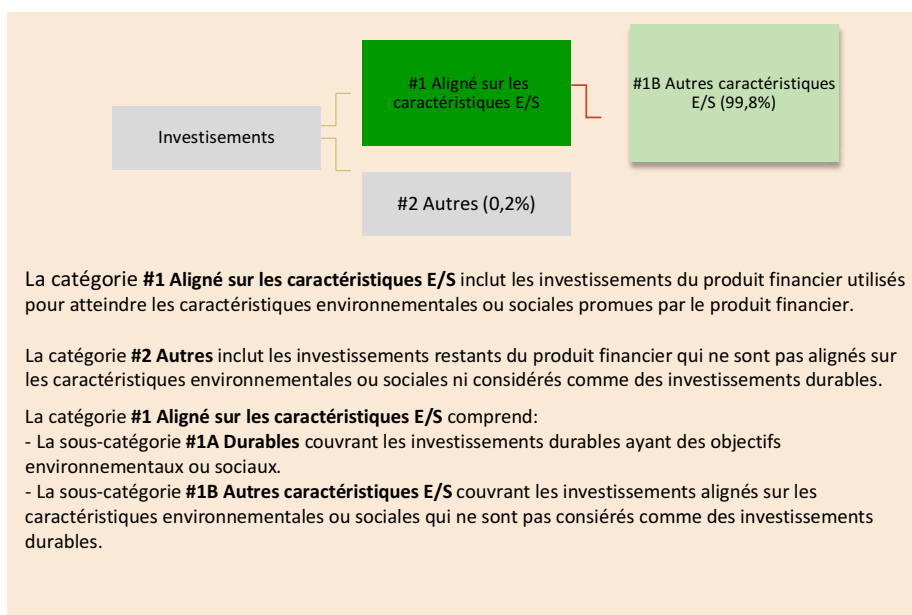 #1 Aligné sur les
caractéristiques E/S
#1B Autres caractéristiques
E/S (99,8%)
Investisements
#2 Autres (0,2%)
La catégorie #1 Aligné sur les caractéristiques E/S inclut les investissements du produit financier utilisés
pour atteindre les caractéristiques environnementales ou sociales promues par le produit financier.
La catégorie #2 Autres inclut les investissements restants du produit financier qui ne sont pas alignés sur
les caractéristiques environnementales ou sociales ni considérés comme des investissements durables.
La catégorie #1 Aligné sur les caractéristiques E/S comprend:
- La sous-catégorie #1A Durables couvrant les investissements durables ayant des objectifs
environnementaux ou sociaux.
- La sous-catégorie #1B Autres caractéristiques E/S couvrant les investissements alignés sur les
caractéristiques environnementales ou sociales qui ne sont pas consiérés comme des investissements
durables.